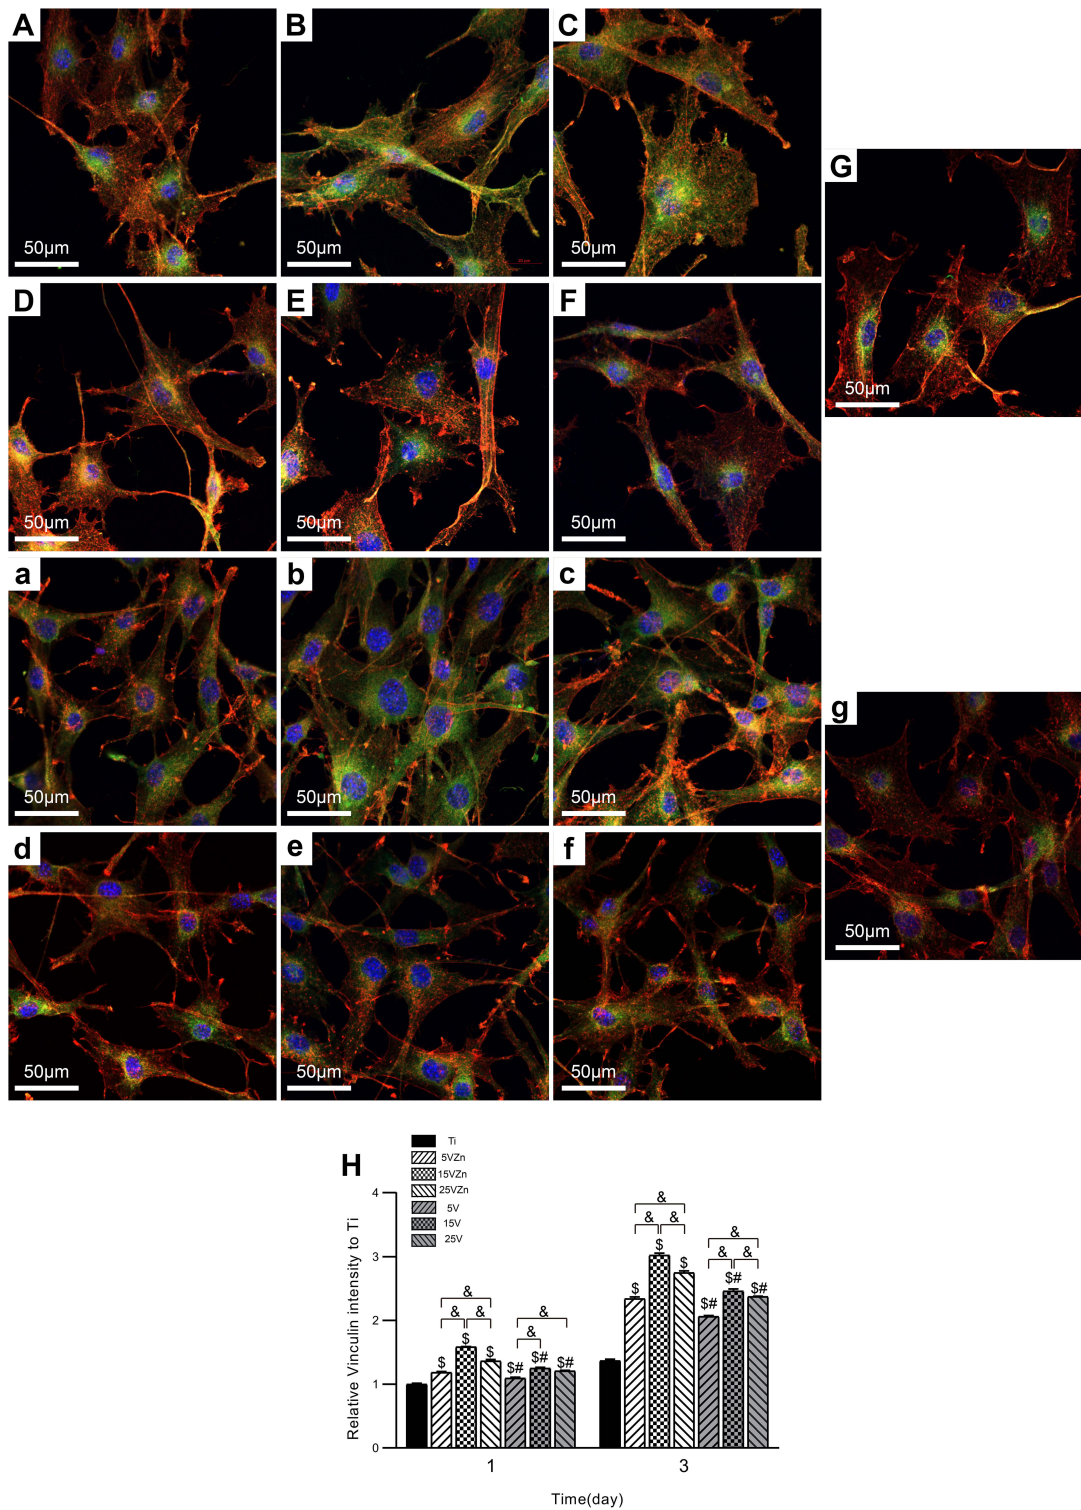 A
B
C
50μm
50μm
50μm
G
50μm
D
E
F
50μm
50μm
50μm
a
b
c
50μm
50μm
50μm
g
50μm
d
e
f
50μm
50μm
50μm
H
Ti
5VZn
15VZn
25VZn
5V
15V
25V
Relative Vinculin intensity to Ti
4
3
2
1
0
&
& &
$ $ $
&
&
$# $# $#
&
& &
$ $ $
&
& &
$# $# $#
1 3
Time(day)